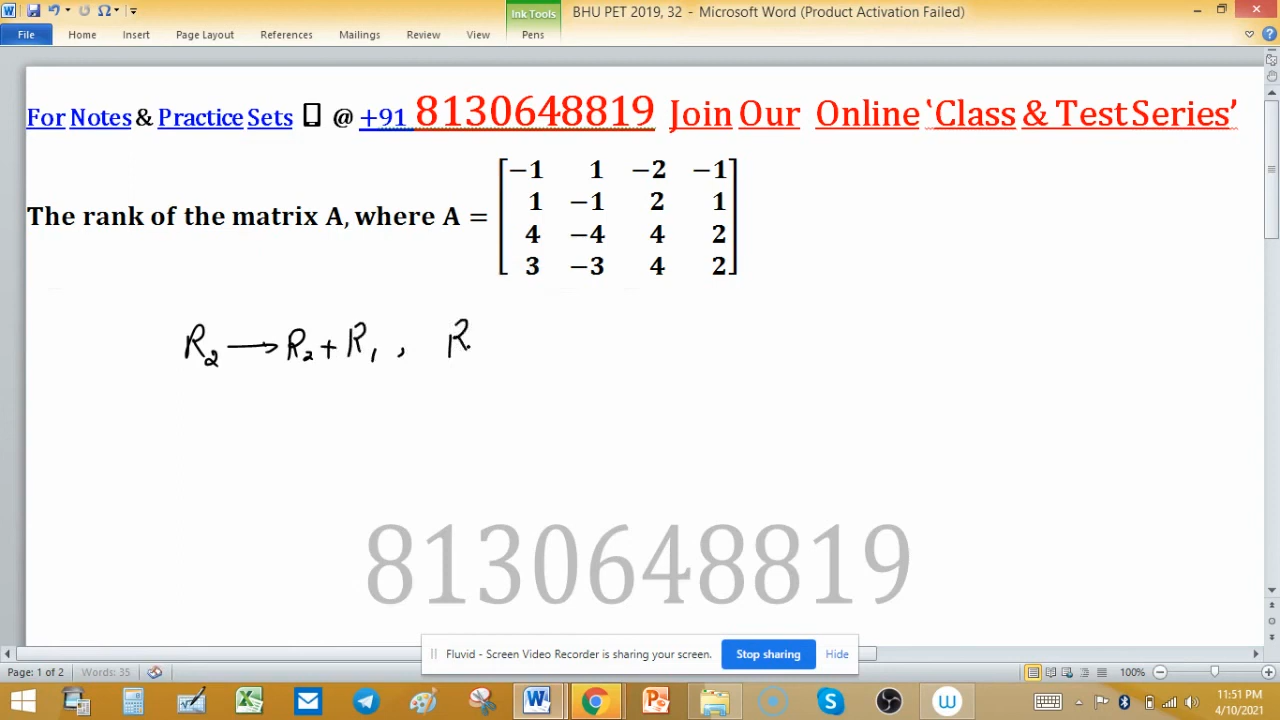 BHU PET 2019, 32 - Microsoft Word (Product Activation Failed)
Ink Tools
File Home Insert Page Layout References Mailings Review View Pens
For Notes & Practice Sets @ +91 8130648819 Join Our Online 'Class & Test Series'
The rank of the matrix A, where A = [−1 1 −2 −1
1 −1 2 1
4 −4 4 2
3 −3 4 2]
R₂ ⟶ R₂ + R₁ , R
8130648819
Fluvid - Screen Video Recorder is sharing your screen. Stop sharing Hide
Page: 1 of 2 Words: 35 100%
11:51 PM
4/10/2021